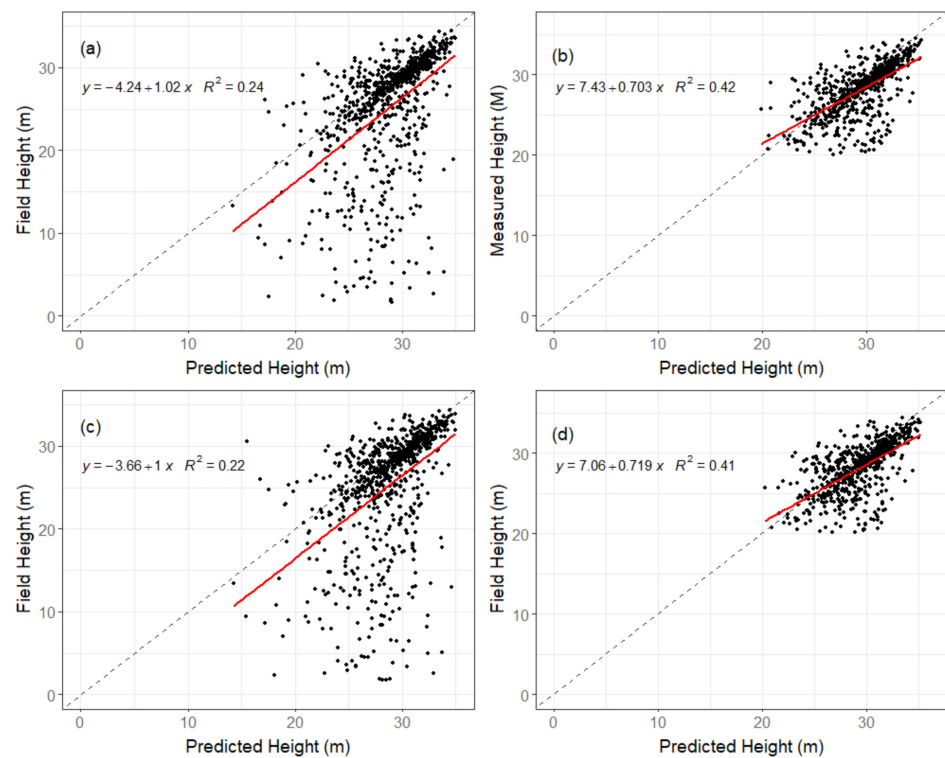 (a)
y = −4.24 + 1.02 x R² = 0.24
30
20
10
0
Field Height (m)
0 10 20 30
Predicted Height (m)
(b)
y = 7.43 + 0.703 x R² = 0.42
30
20
10
0
Measured Height (M)
0 10 20 30
Predicted Height (m)
(c)
y = −3.66 + 1 x R² = 0.22
30
20
10
0
Field Height (m)
0 10 20 30
Predicted Height (m)
(d)
y = 7.06 + 0.719 x R² = 0.41
30
20
10
0
Field Height (m)
0 10 20 30
Predicted Height (m)